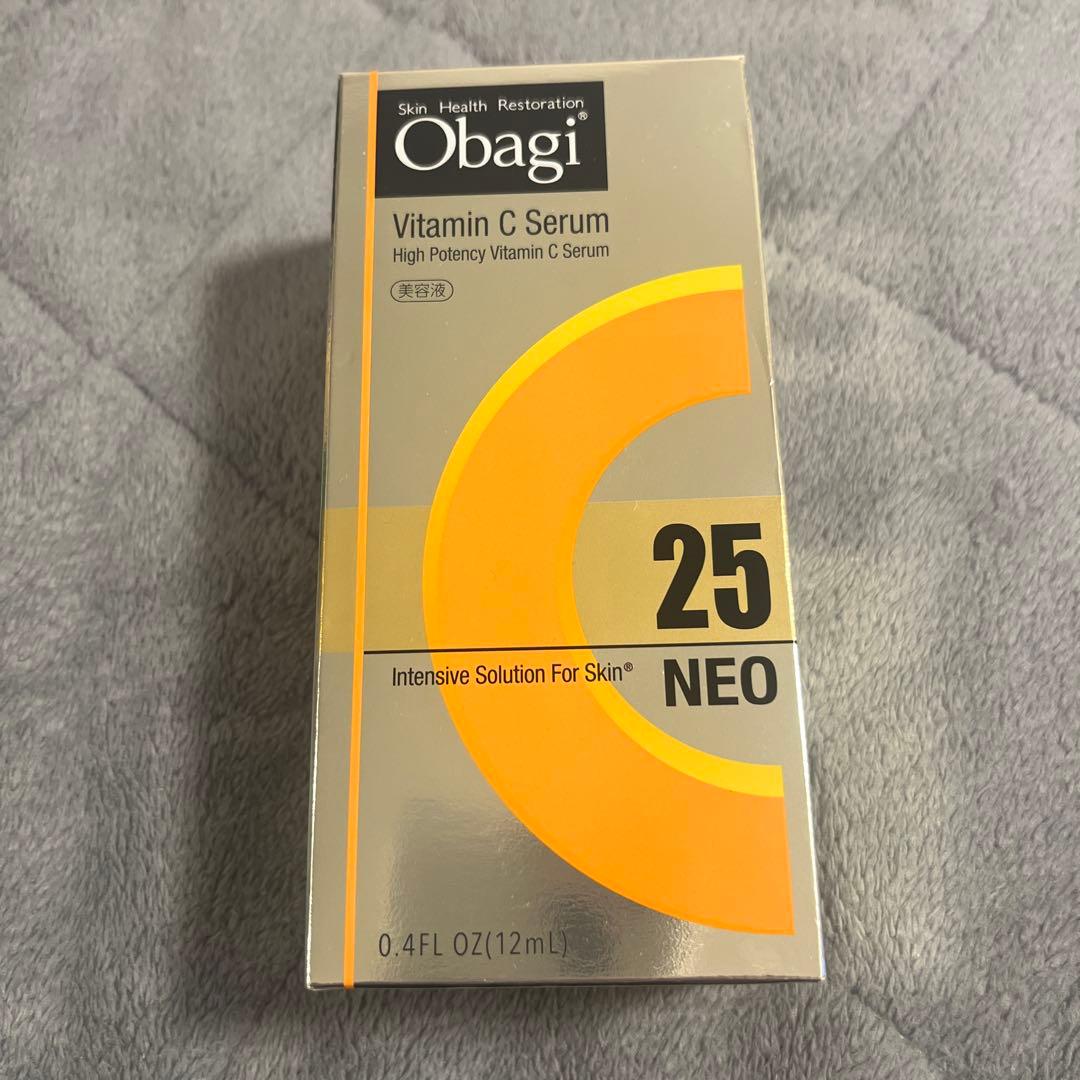 Skin Health Restoration
Obagi®
Vitamin C Serum
High Potency Vitamin C Serum
美容液
25
Intensive Solution For Skin®
NEO
0.4FL OZ(12mL)